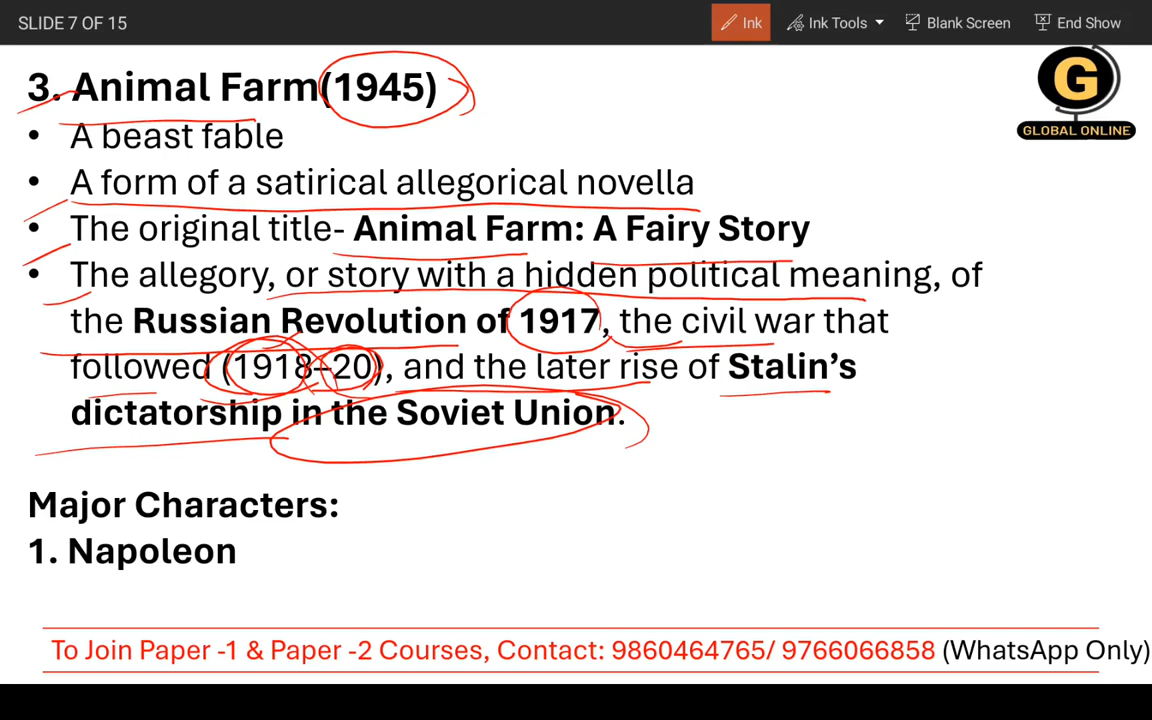 SLIDE 7 OF 15
Ink
Ink Tools
Blank Screen
End Show
3. Animal Farm(1945)
G
GLOBAL ONLINE
• A beast fable
• A form of a satirical allegorical novella
• The original title- Animal Farm: A Fairy Story
• The allegory, or story with a hidden political meaning, of
the Russian Revolution of 1917, the civil war that
followed (1918–20), and the later rise of Stalin’s
dictatorship in the Soviet Union.
Major Characters:
1. Napoleon
To Join Paper -1 & Paper -2 Courses, Contact: 9860464765/ 9766066858 (WhatsApp Only)